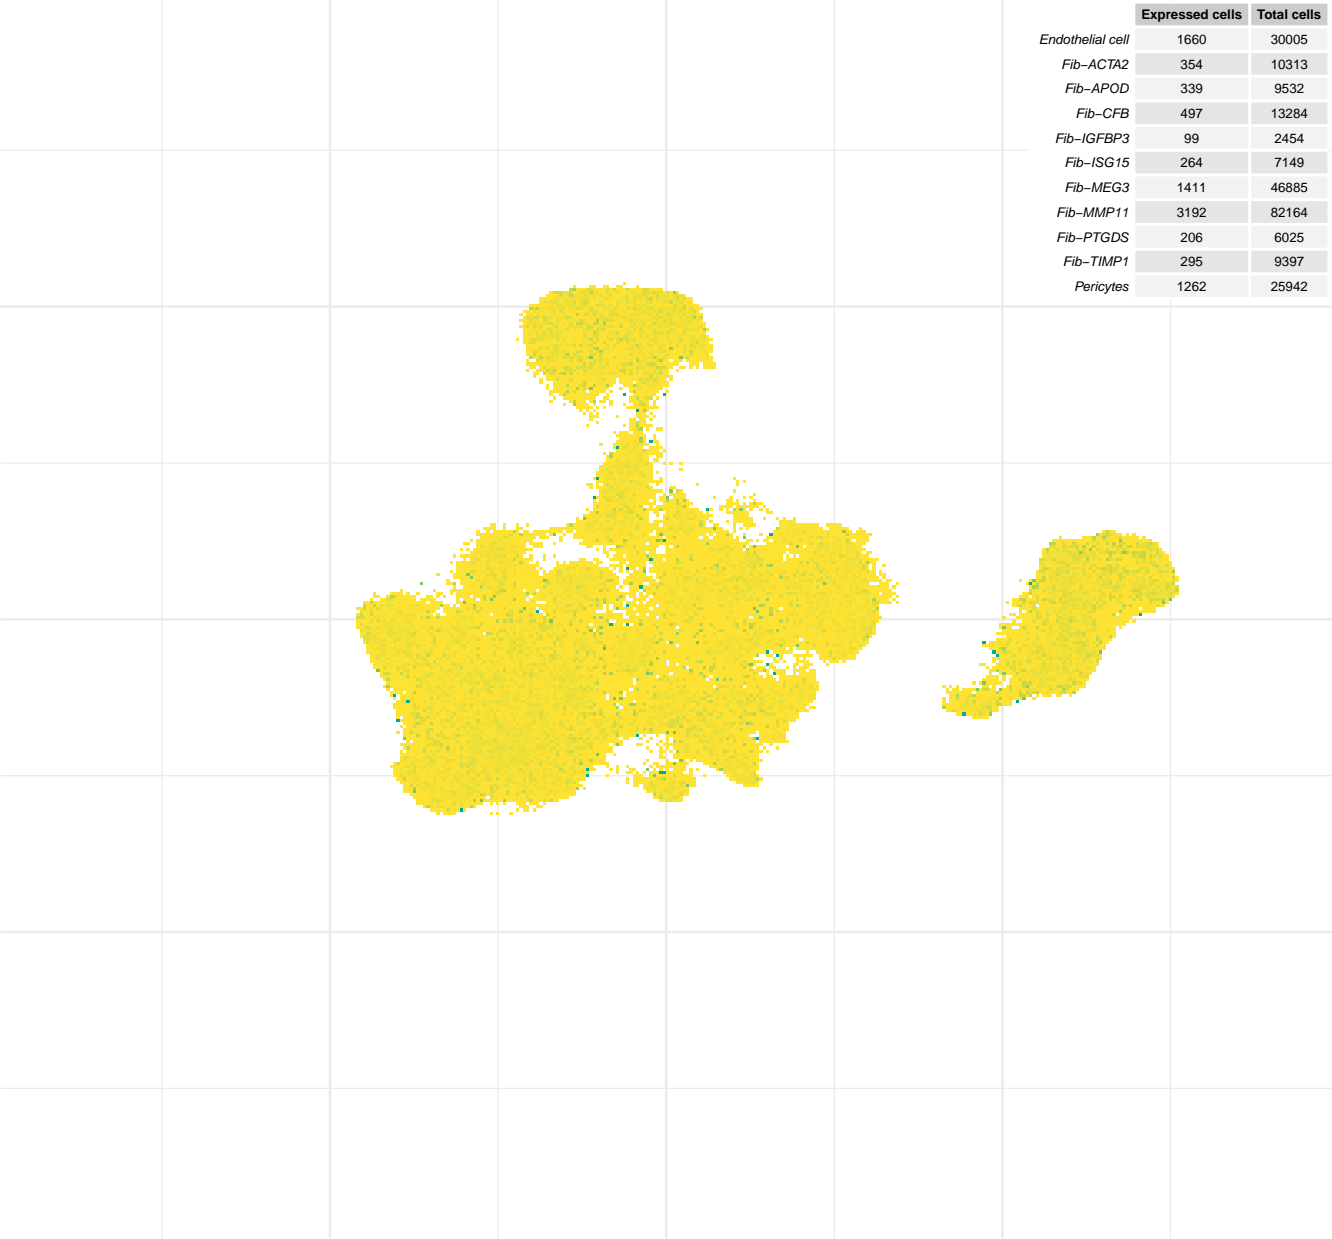 Expressed cells Total cells
Endothelial cell 1660 30005
Fib−ACTA2 354 10313
Fib−APOD 339 9532
Fib−CFB 497 13284
Fib−IGFBP3 99 2454
Fib−ISG15 264 7149
Fib−MEG3 1411 46885
Fib−MMP11 3192 82164
Fib−PTGDS 206 6025
Fib−TIMP1 295 9397
Pericytes 1262 25942